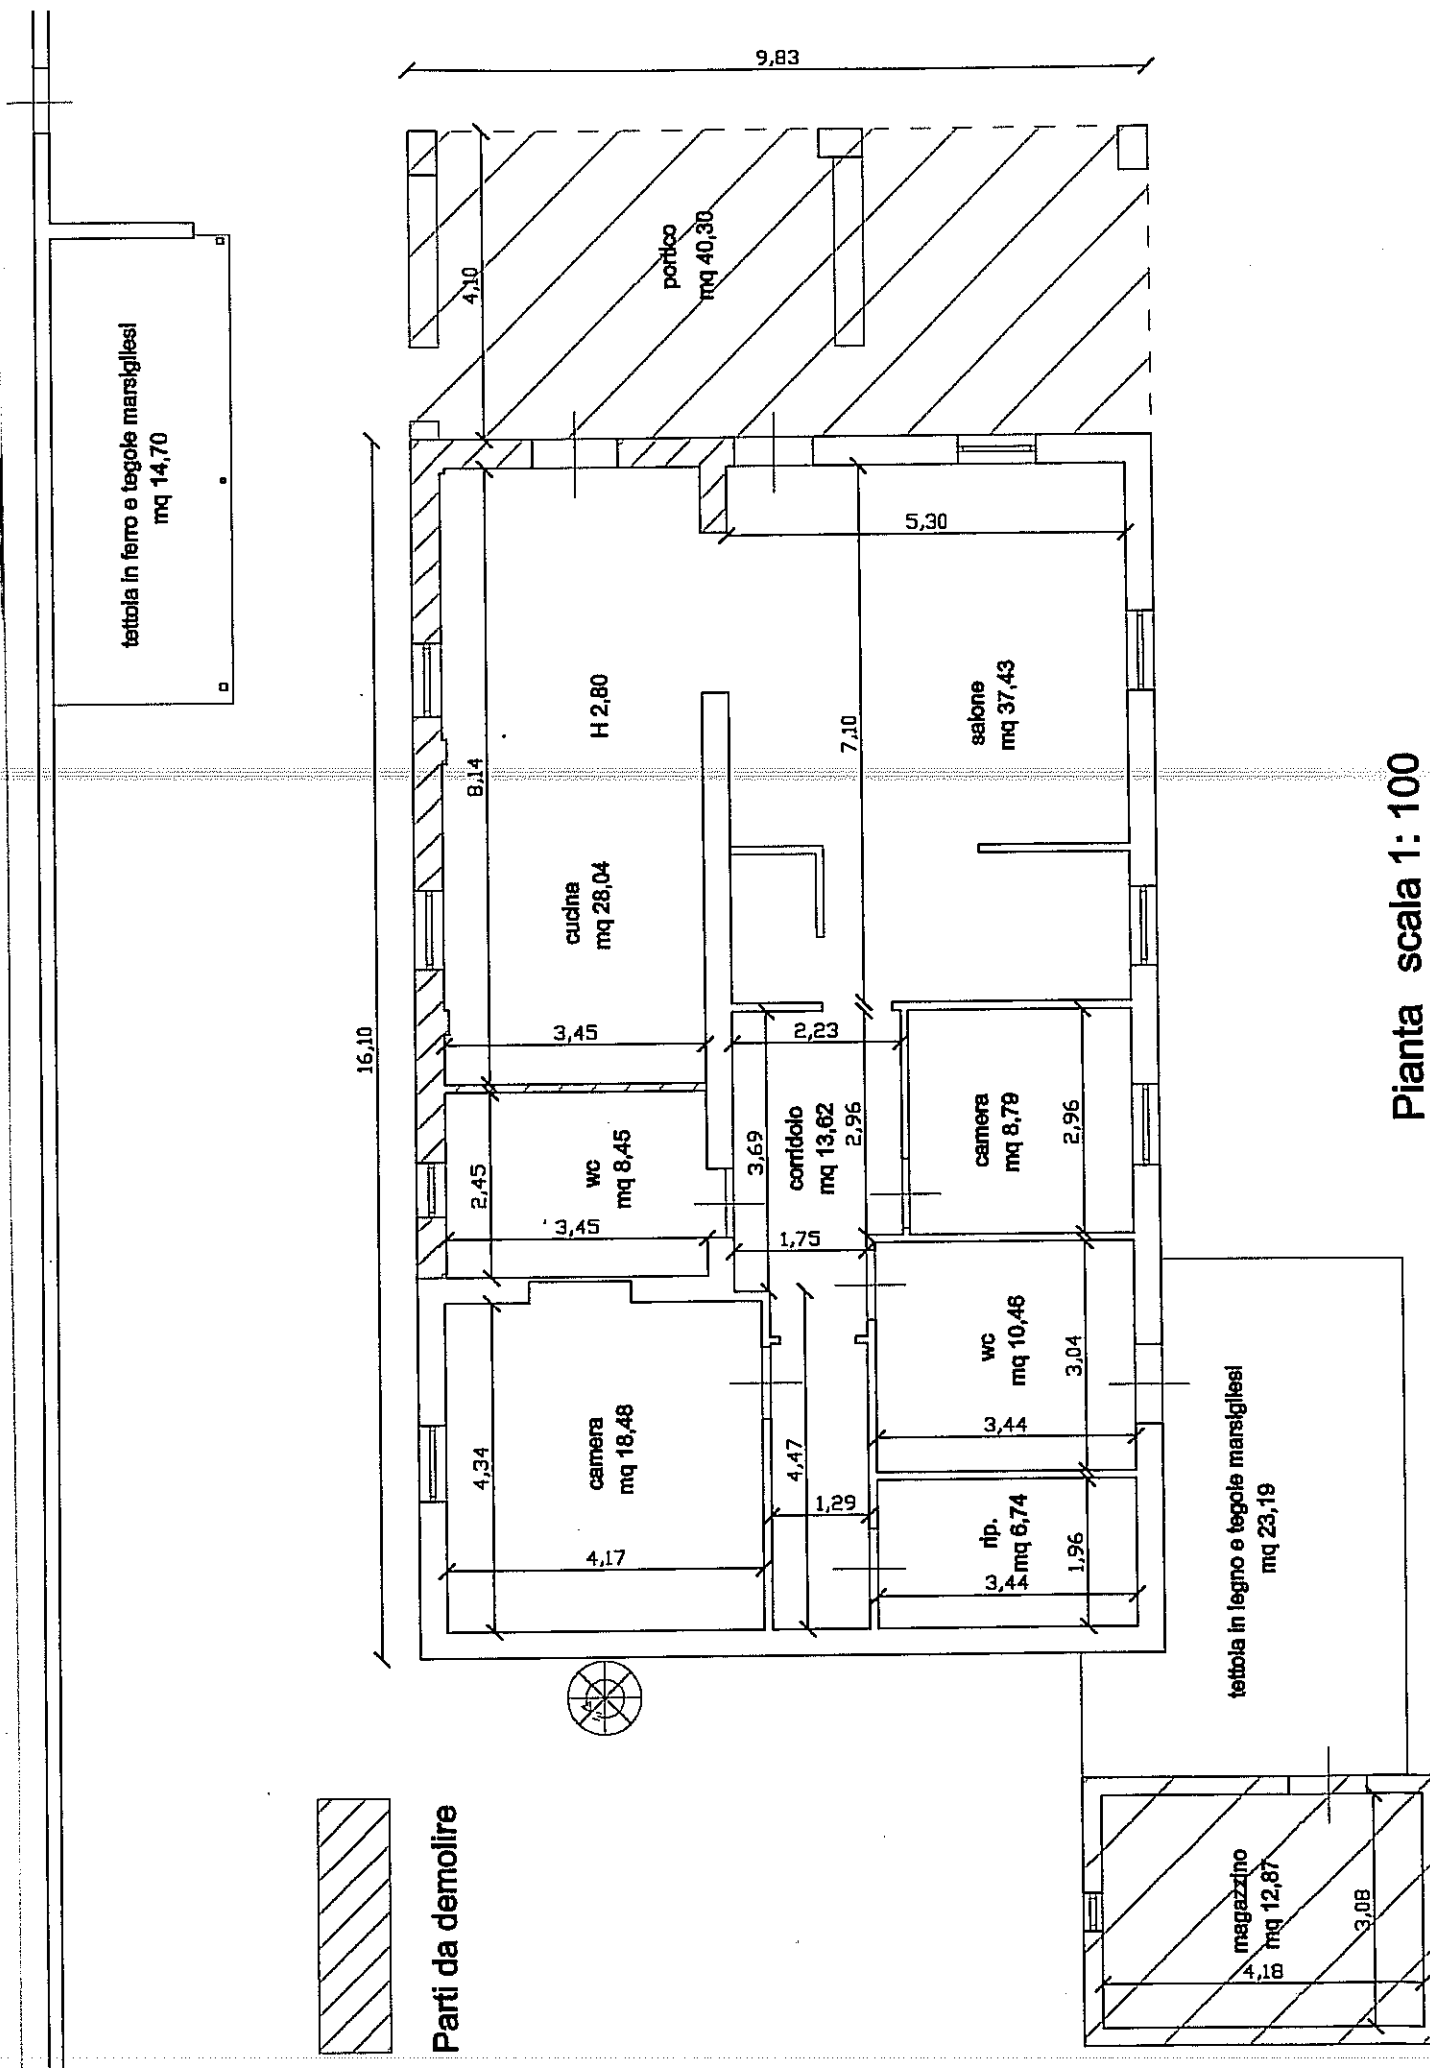 tettoia in ferro e tegole marsigliesi
mq 14,70
9,83
4,10
portico
mq 40,30
16,10
8,14
H 2,80
cucina
mq 28,04
3,45
5,30
7,10
salone
mq 37,43
2,45
wc
mq 8,45
3,45
2,23
3,69
corridoio
mq 13,62
2,96
1,75
camera
mq 8,79
2,96
4,34
camera
mq 18,48
4,17
4,47
1,29
wc
mq 10,46
3,04
3,44
rip.
mq 6,74
1,96
3,44
tettoia in legno e tegole marsigliesi
mq 23,19
magazzino
mq 12,87
4,18
3,08
Parti da demolire
Pianta scala 1: 100